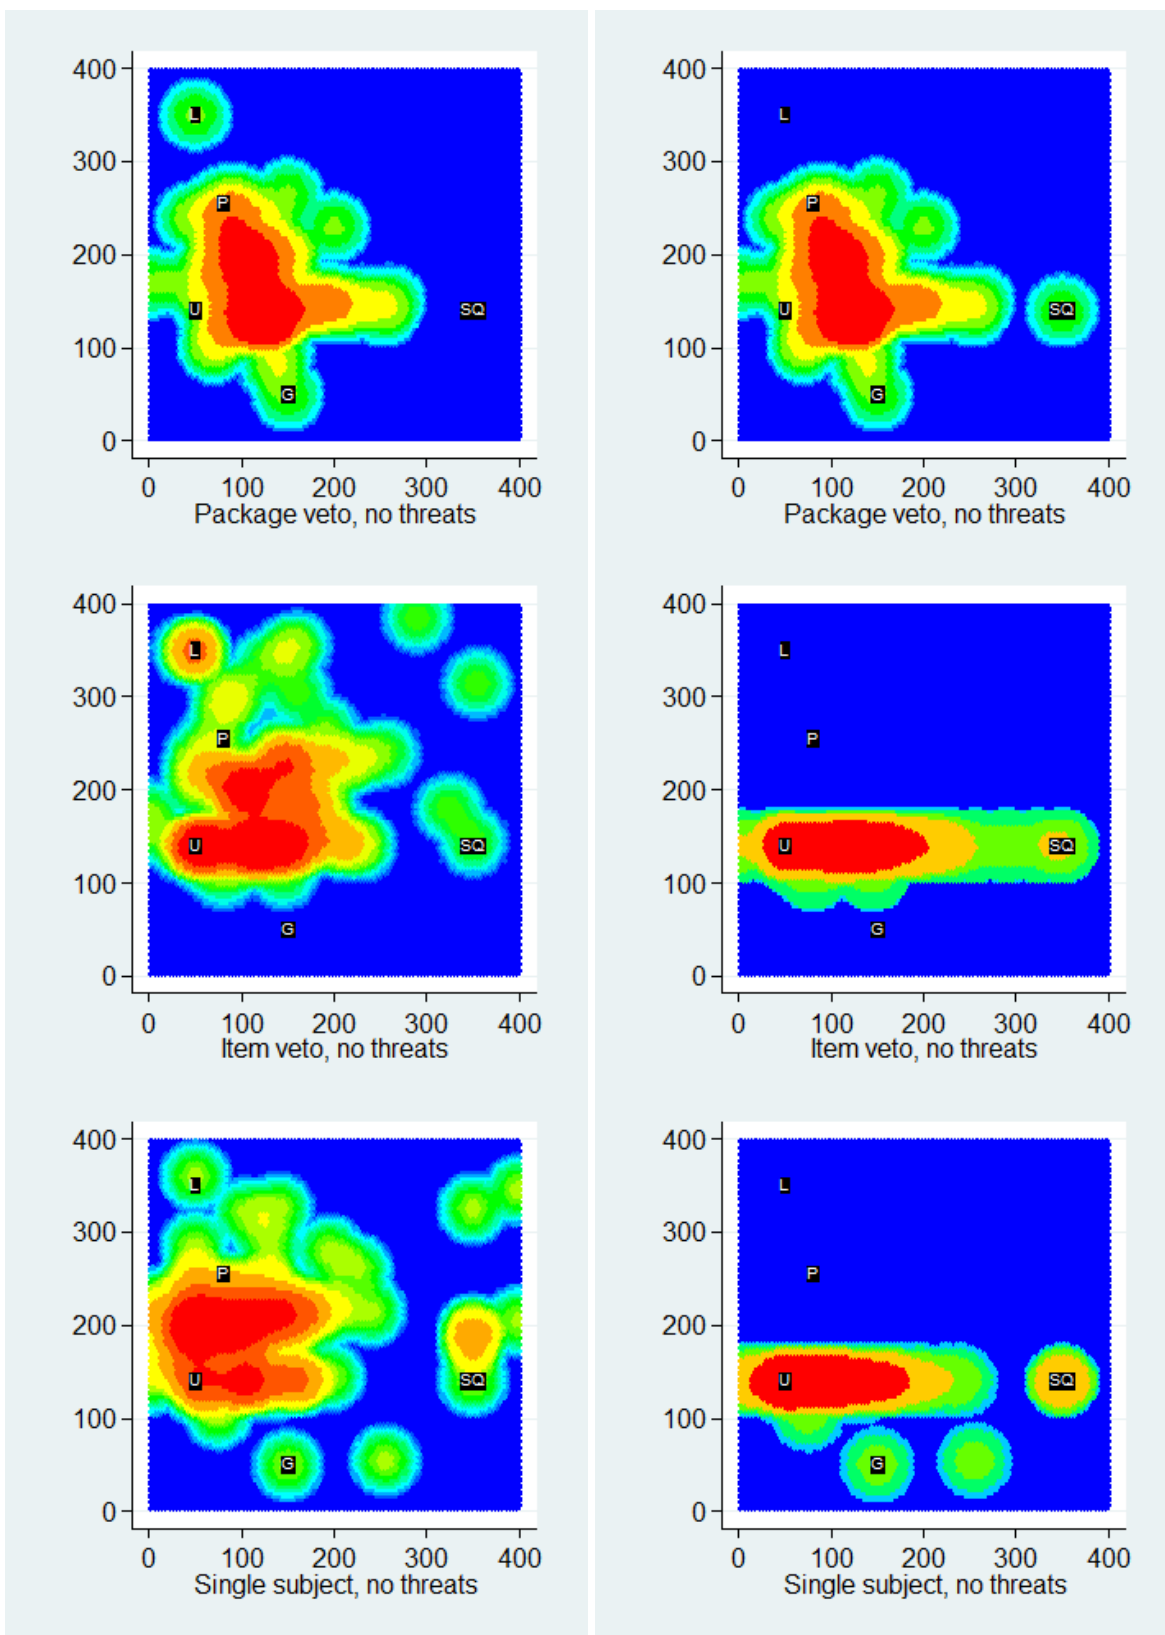 400
300
200
100
0
L
P
U
SQ
G
0 100 200 300 400
Package veto, no threats
400
300
200
100
0
L
P
U
SQ
G
0 100 200 300 400
Package veto, no threats
400
300
200
100
0
L
P
U
SQ
G
0 100 200 300 400
Item veto, no threats
400
300
200
100
0
L
P
U
SQ
G
0 100 200 300 400
Item veto, no threats
400
300
200
100
0
L
P
U
SQ
G
0 100 200 300 400
Single subject, no threats
400
300
200
100
0
L
P
U
SQ
G
0 100 200 300 400
Single subject, no threats